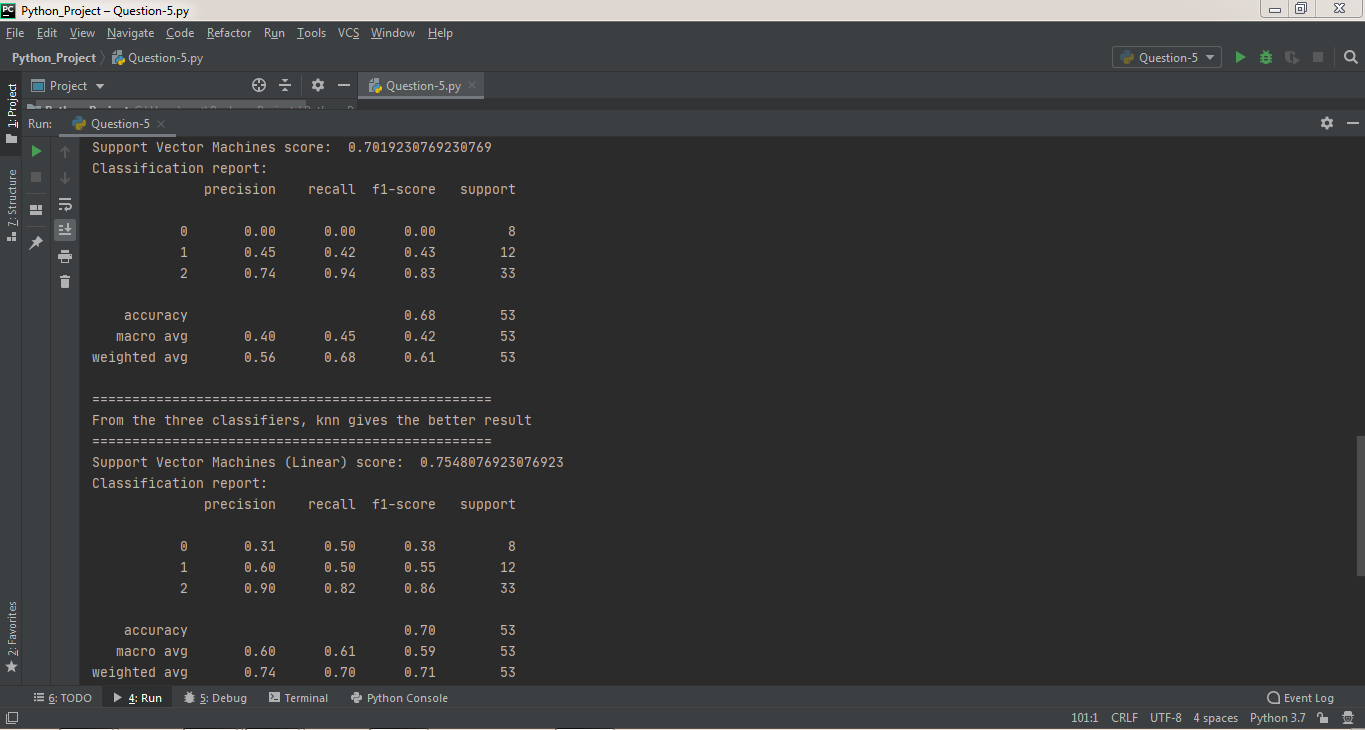 Python_Project – Question-5.py
File Edit View Navigate Code Refactor Run Tools VCS Window Help
Python_Project Question-5.py Question-5
1: Project
Project Question-5.py
Run: Question-5
Support Vector Machines score:  0.7019230769230769
Classification report:
              precision    recall  f1-score   support
           0       0.00      0.00      0.00         8
           1       0.45      0.42      0.43        12
           2       0.74      0.94      0.83        33
    accuracy                           0.68        53
   macro avg       0.40      0.45      0.42        53
weighted avg       0.56      0.68      0.61        53
==================================================
From the three classifiers, knn gives the better result
==================================================
Support Vector Machines (Linear) score:  0.7548076923076923
Classification report:
              precision    recall  f1-score   support
           0       0.31      0.50      0.38         8
           1       0.60      0.50      0.55        12
           2       0.90      0.82      0.86        33
    accuracy                           0.70        53
   macro avg       0.60      0.61      0.59        53
weighted avg       0.74      0.70      0.71        53
7: Structure
2: Favorites
6: TODO 4: Run 5: Debug Terminal Python Console Event Log
101:1 CRLF UTF-8 4 spaces Python 3.7